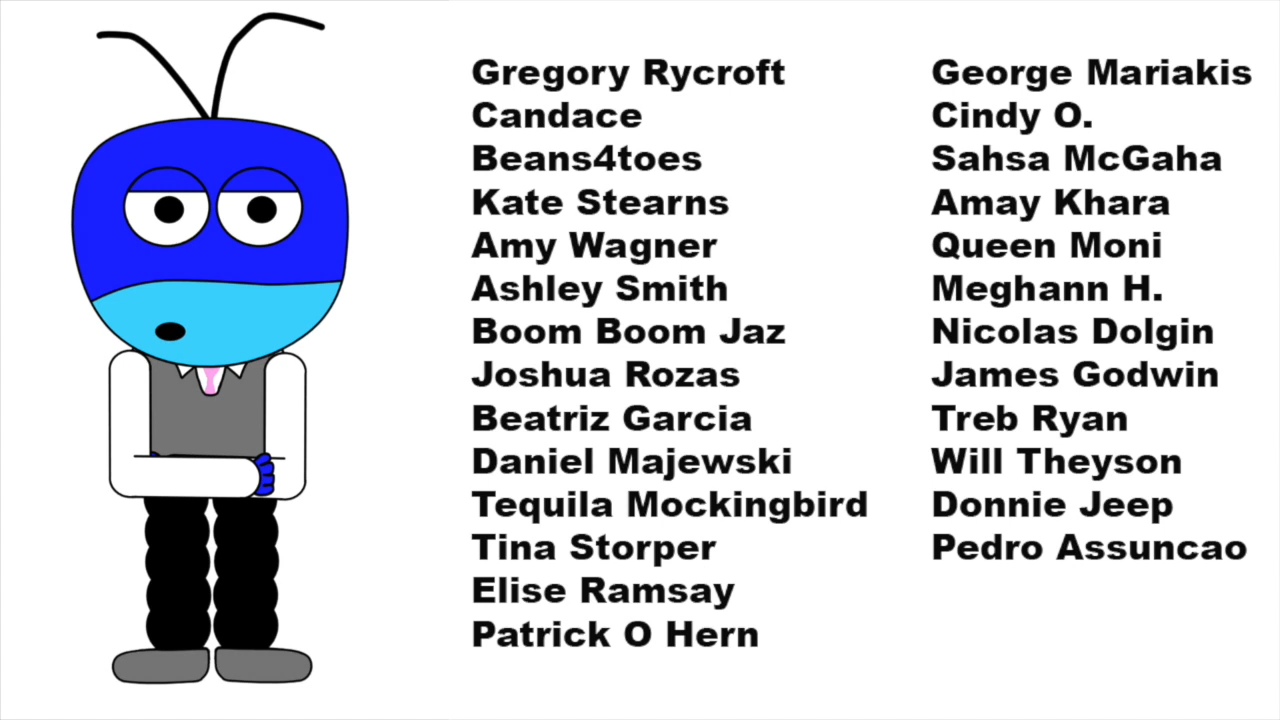 Gregory Rycroft
Candace
Beans4toes
Kate Stearns
Amy Wagner
Ashley Smith
Boom Boom Jaz
Joshua Rozas
Beatriz Garcia
Daniel Majewski
Tequila Mockingbird
Tina Storper
Elise Ramsay
Patrick O Hern
George Mariakis
Cindy O.
Sahsa McGaha
Amay Khara
Queen Moni
Meghann H.
Nicolas Dolgin
James Godwin
Treb Ryan
Will Theyson
Donnie Jeep
Pedro Assuncao